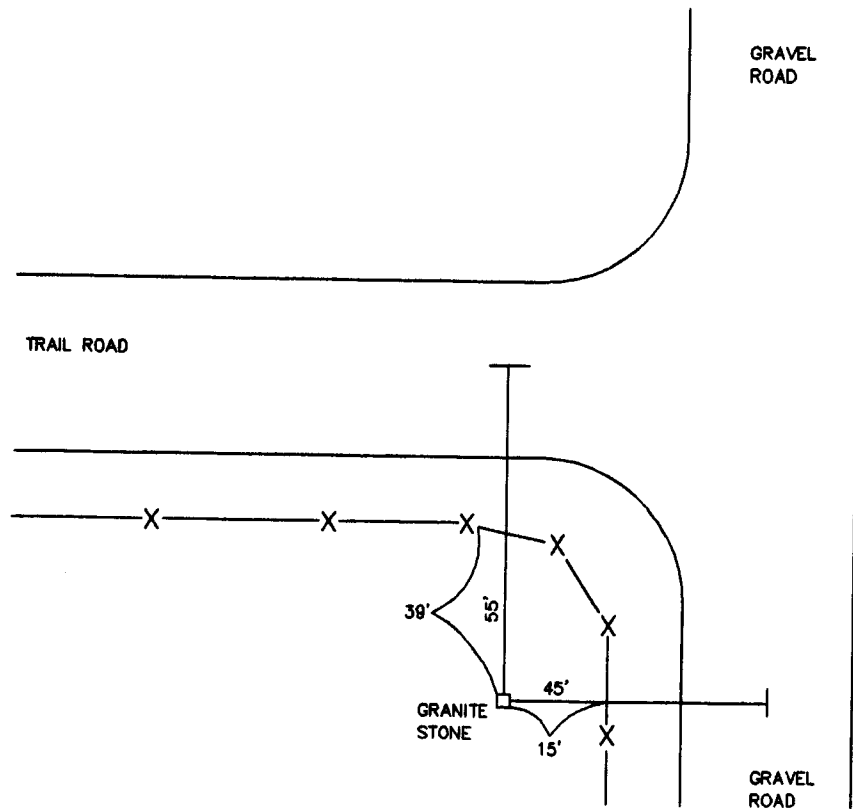 GRAVEL
ROAD
TRAIL ROAD
39'
55'
45'
GRANITE
STONE
15'
GRAVEL
ROAD